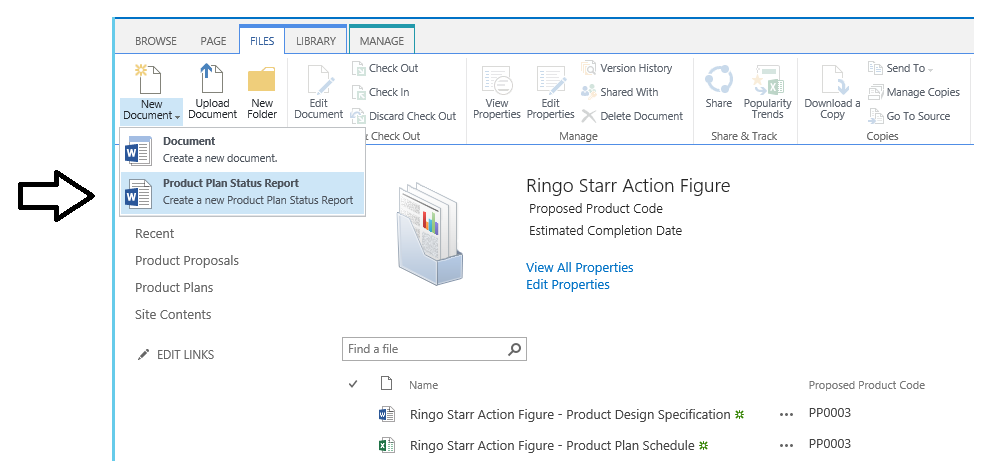 BROWSE PAGE FILES LIBRARY MANAGE
New Document
Upload Document
New Folder
Edit Document
Check Out
Check In
Discard Check Out
& Check Out
View Properties
Edit Properties
Version History
Shared With
Delete Document
Manage
Share
Popularity Trends
Share & Track
Download a Copy
Send To
Manage Copies
Go To Source
Copies
Document
Create a new document.
Product Plan Status Report
Create a new Product Plan Status Report
Recent
Product Proposals
Product Plans
Site Contents
EDIT LINKS
Ringo Starr Action Figure
Proposed Product Code
Estimated Completion Date
View All Properties
Edit Properties
Find a file
Name Proposed Product Code
Ringo Starr Action Figure - Product Design Specification ... PP0003
Ringo Starr Action Figure - Product Plan Schedule ... PP0003